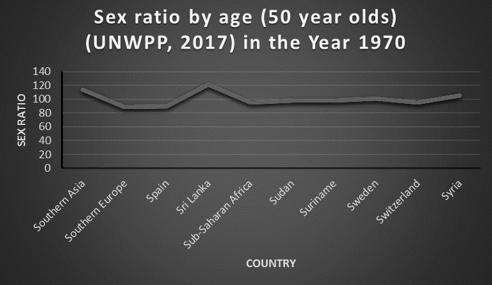 Sex ratio by age (50 year olds)
(UNWPP, 2017) in the Year 1970
140
120
100
80
60
40
20
0
SEX RATIO
Southern Asia
Southern Europe
Spain
Sri Lanka
Sub-Saharan Africa
Sudan
Suriname
Sweden
Switzerland
Syria
COUNTRY